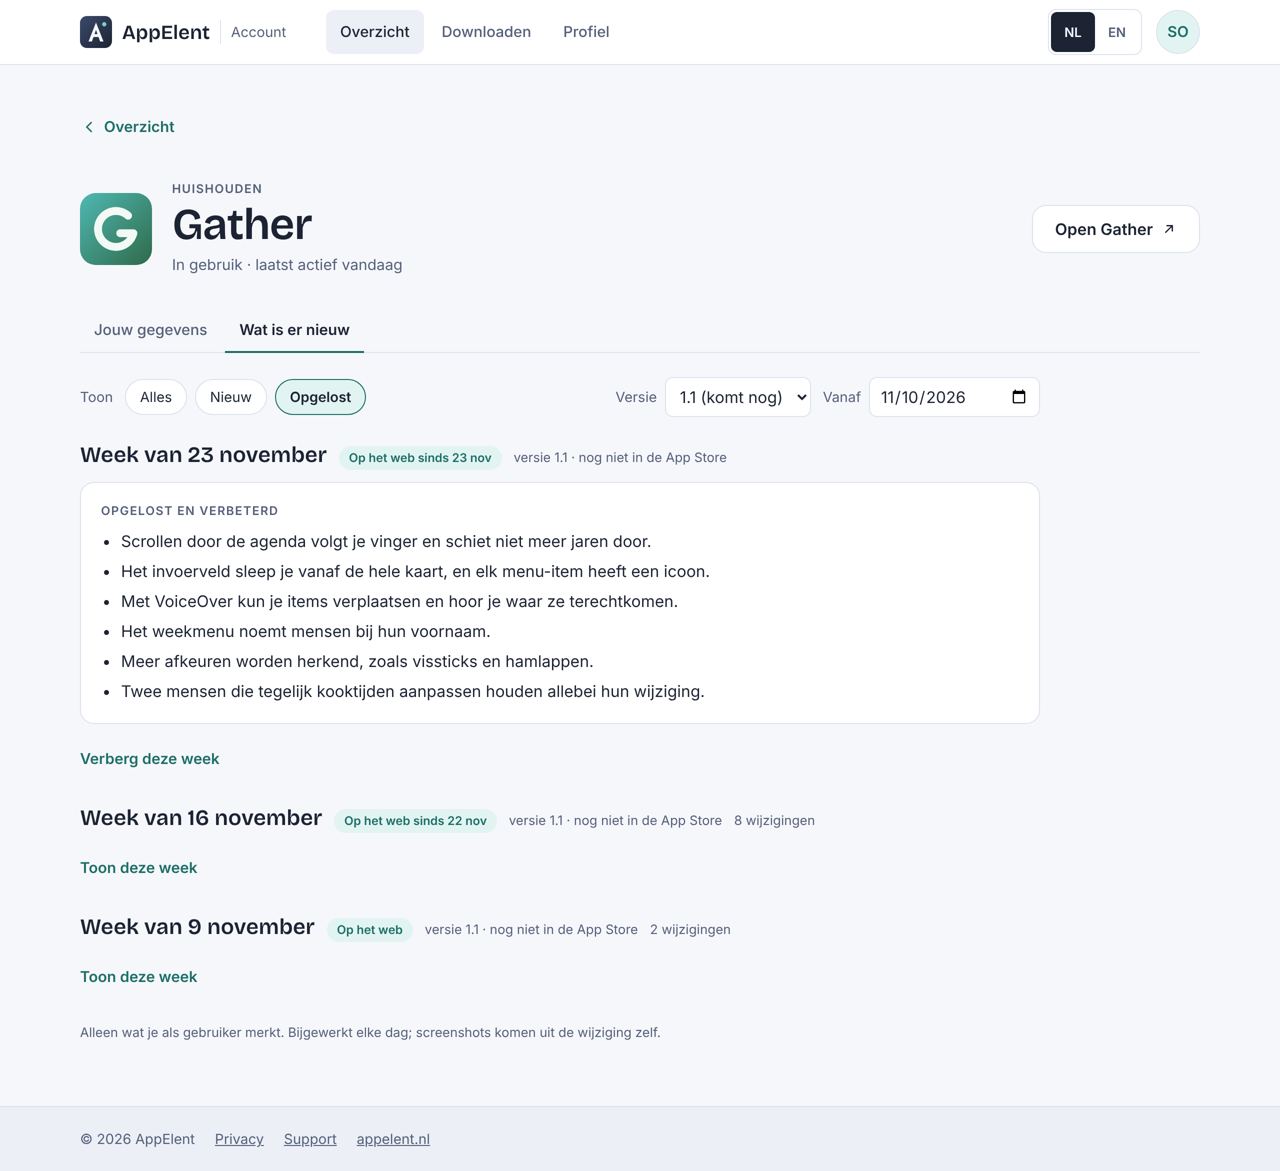 AppElent Account Overzicht Downloaden Profiel NL EN SO
Overzicht
HUISHOUDEN
Gather
In gebruik · laatst actief vandaag
Open Gather
Jouw gegevens Wat is er nieuw
Toon Alles Nieuw Opgelost Versie 1.1 (komt nog) Vanaf 11/10/2026
Week van 23 november Op het web sinds 23 nov versie 1.1 · nog niet in de App Store
OPGELOST EN VERBETERD
• Scrollen door de agenda volgt je vinger en schiet niet meer jaren door.
• Het invoerveld sleep je vanaf de hele kaart, en elk menu-item heeft een icoon.
• Met VoiceOver kun je items verplaatsen en hoor je waar ze terechtkomen.
• Het weekmenu noemt mensen bij hun voornaam.
• Meer afkeuren worden herkend, zoals vissticks en hamlappen.
• Twee mensen die tegelijk kooktijden aanpassen houden allebei hun wijziging.
Verberg deze week
Week van 16 november Op het web sinds 22 nov versie 1.1 · nog niet in de App Store 8 wijzigingen
Toon deze week
Week van 9 november Op het web versie 1.1 · nog niet in de App Store 2 wijzigingen
Toon deze week
Alleen wat je als gebruiker merkt. Bijgewerkt elke dag; screenshots komen uit de wijziging zelf.
© 2026 AppElent Privacy Support appelent.nl